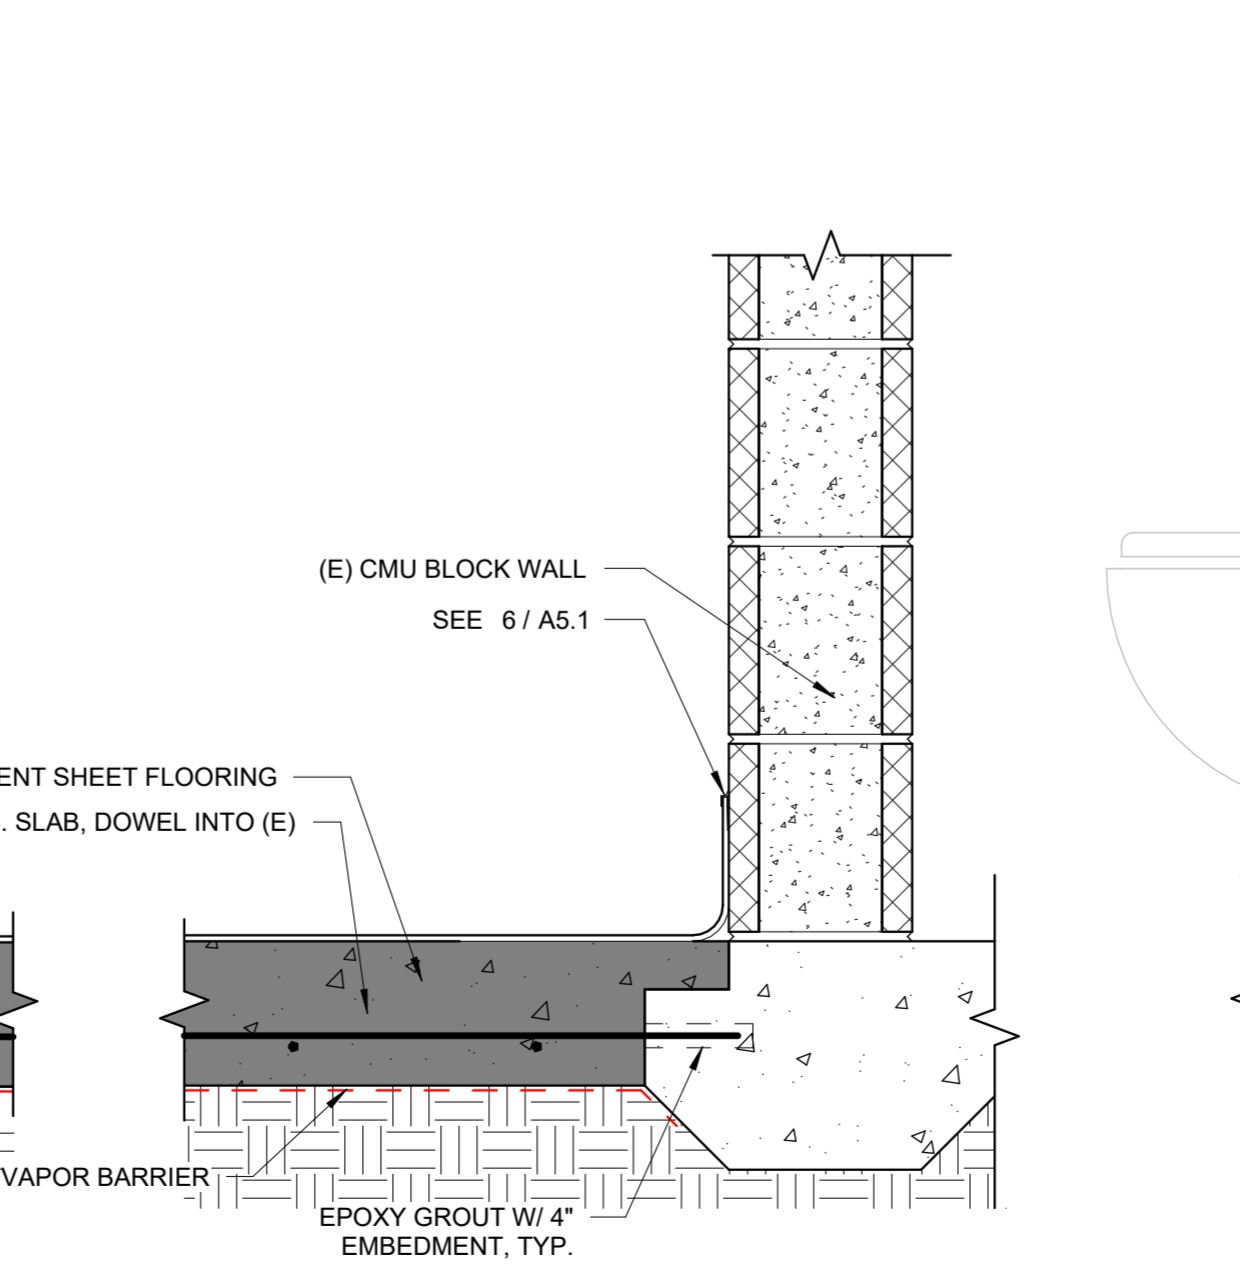 (E) CMU BLOCK WALL
SEE 6 / A5.1
ENT SHEET FLOORING
. SLAB, DOWEL INTO (E)
VAPOR BARRIER
EPOXY GROUT W/ 4"
EMBEDMENT, TYP.